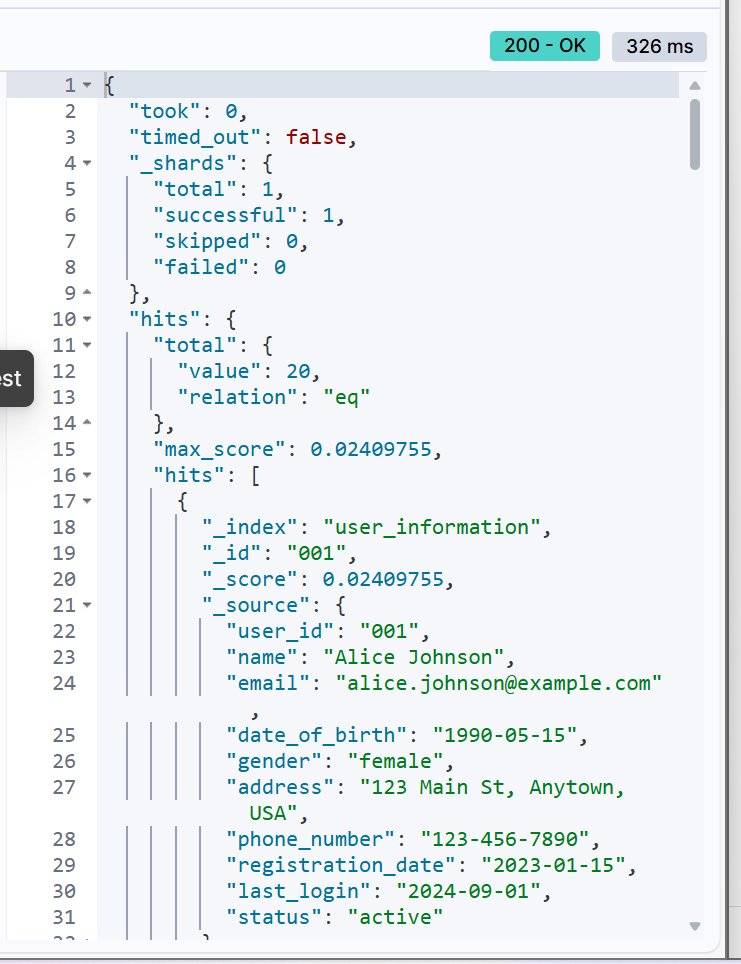 200 - OK 326 ms
1 {
2 "took": 0,
3 "timed_out": false,
4 "_shards": {
5 "total": 1,
6 "successful": 1,
7 "skipped": 0,
8 "failed": 0
9 },
10 "hits": {
11 "total": {
est
12 "value": 20,
13 "relation": "eq"
14 },
15 "max_score": 0.02409755,
16 "hits": [
17 {
18 "_index": "user_information",
19 "_id": "001",
20 "_score": 0.02409755,
21 "_source": {
22 "user_id": "001",
23 "name": "Alice Johnson",
24 "email": "alice.johnson@example.com"
,
25 "date_of_birth": "1990-05-15",
26 "gender": "female",
27 "address": "123 Main St, Anytown,
USA",
28 "phone_number": "123-456-7890",
29 "registration_date": "2023-01-15",
30 "last_login": "2024-09-01",
31 "status": "active"